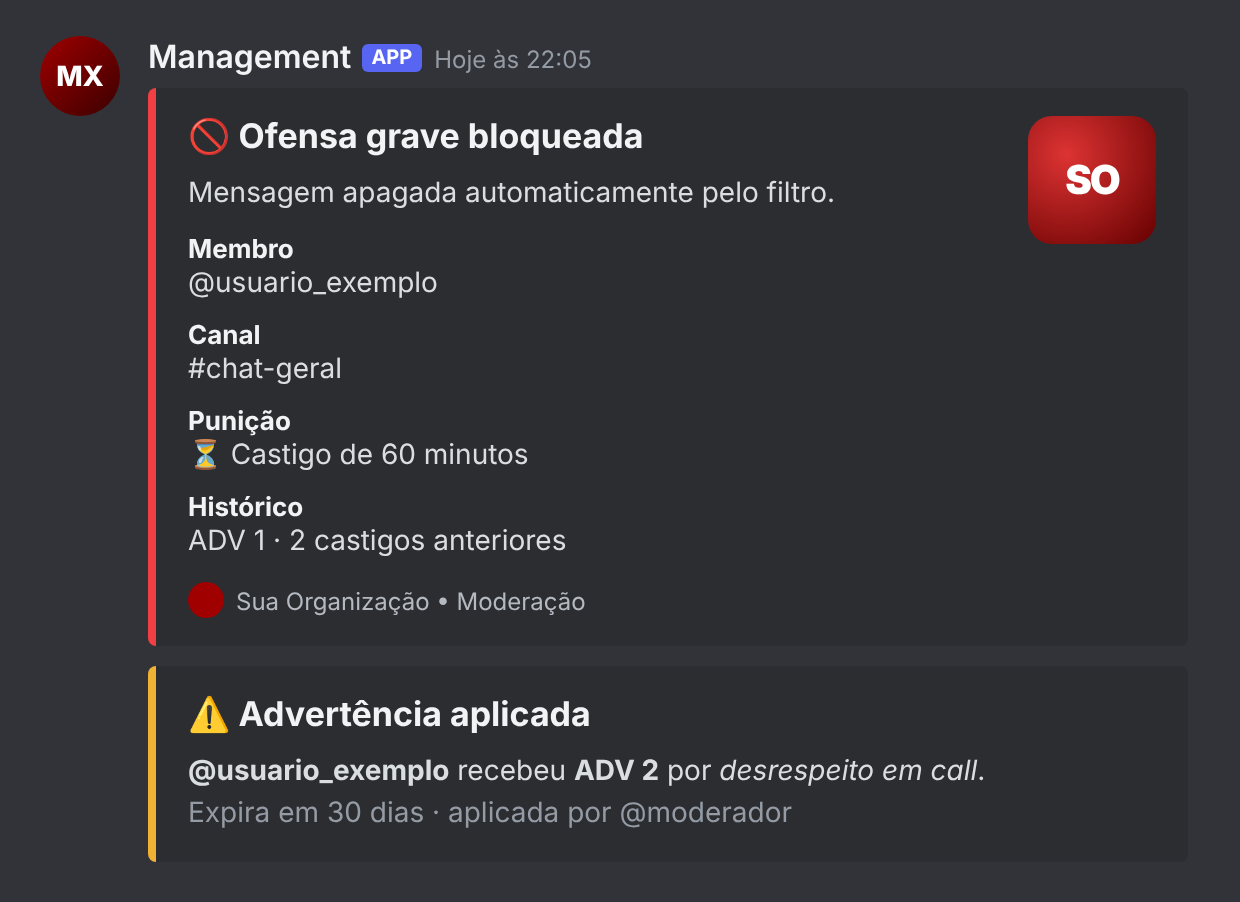 MX
Management APP Hoje às 22:05
🚫 Ofensa grave bloqueada
SO
Mensagem apagada automaticamente pelo filtro.
Membro
@usuario_exemplo
Canal
#chat-geral
Punição
⏳ Castigo de 60 minutos
Histórico
ADV 1 · 2 castigos anteriores
Sua Organização • Moderação
⚠️ Advertência aplicada
@usuario_exemplo recebeu ADV 2 por desrespeito em call.
Expira em 30 dias · aplicada por @moderador